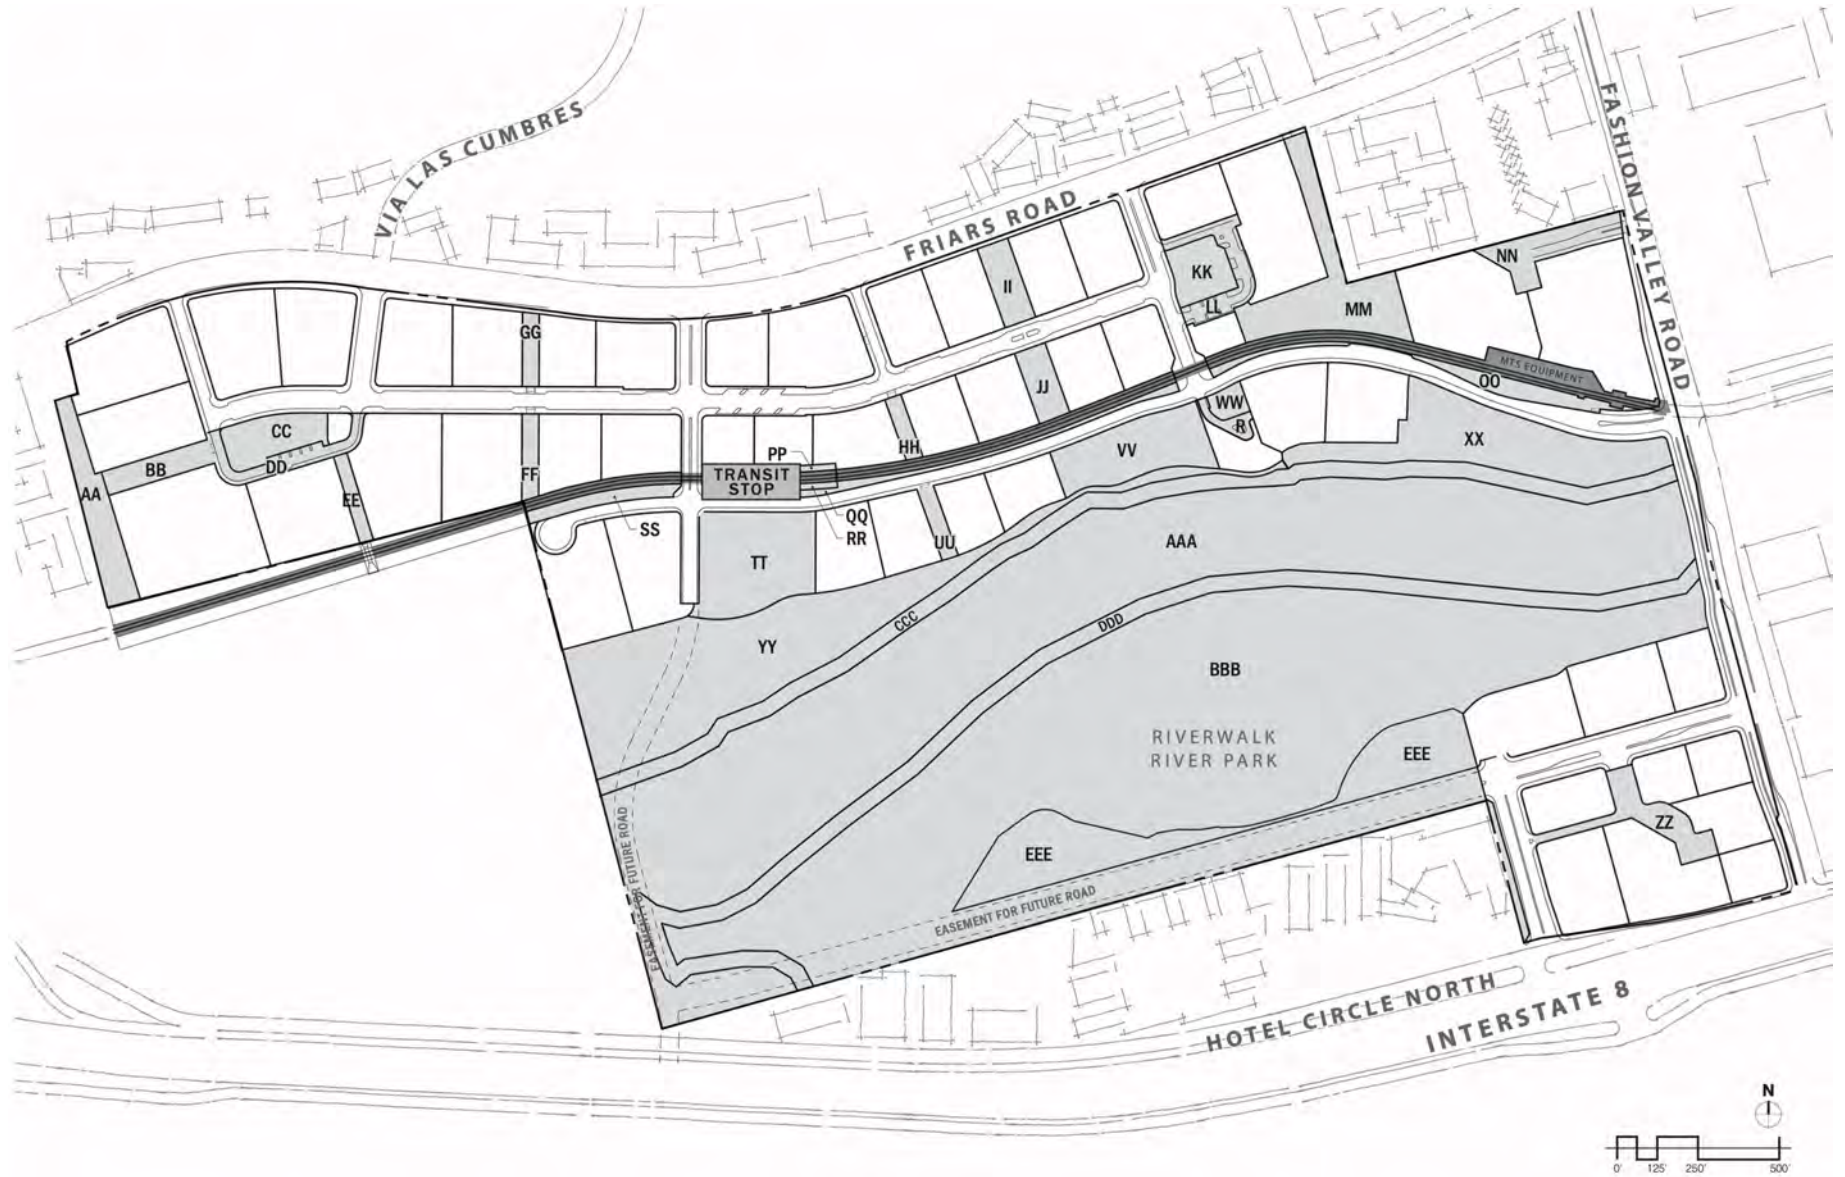 VIA LAS CUMBRES
FRIARS ROAD
FASHION VALLEY ROAD
NN
KK
II
LL
MM
GG
MTS EQUIPMENT
OO
JJ
WW
R
CC
XX
HH
VV
PP
DD
BB
TRANSIT
STOP
FF
AA
EE
QQ
SS
RR
UU
AAA
TT
CCC
DDD
YY
BBB
RIVERWALK
RIVER PARK
EEE
ZZ
EEE
EASEMENT FOR FUTURE ROAD
EASEMENT FOR FUTURE ROAD
HOTEL CIRCLE NORTH
INTERSTATE 8
N
0' 125' 250' 500'